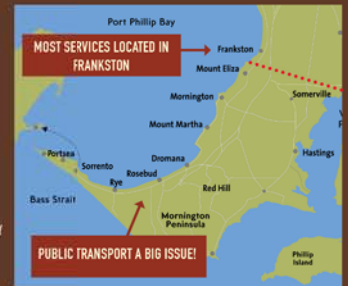 Port Phillip Bay
MOST SERVICES LOCATED IN
FRANKSTON
Frankston
Mount Eliza
Mornington
Somerville
Mount Martha
Hastings
Portsea
Dromana
Sorrento
Rosebud
Rye
Red Hill
Bass Strait
Mornington
Peninsula
PUBLIC TRANSPORT A BIG ISSUE!
Phillip
Island